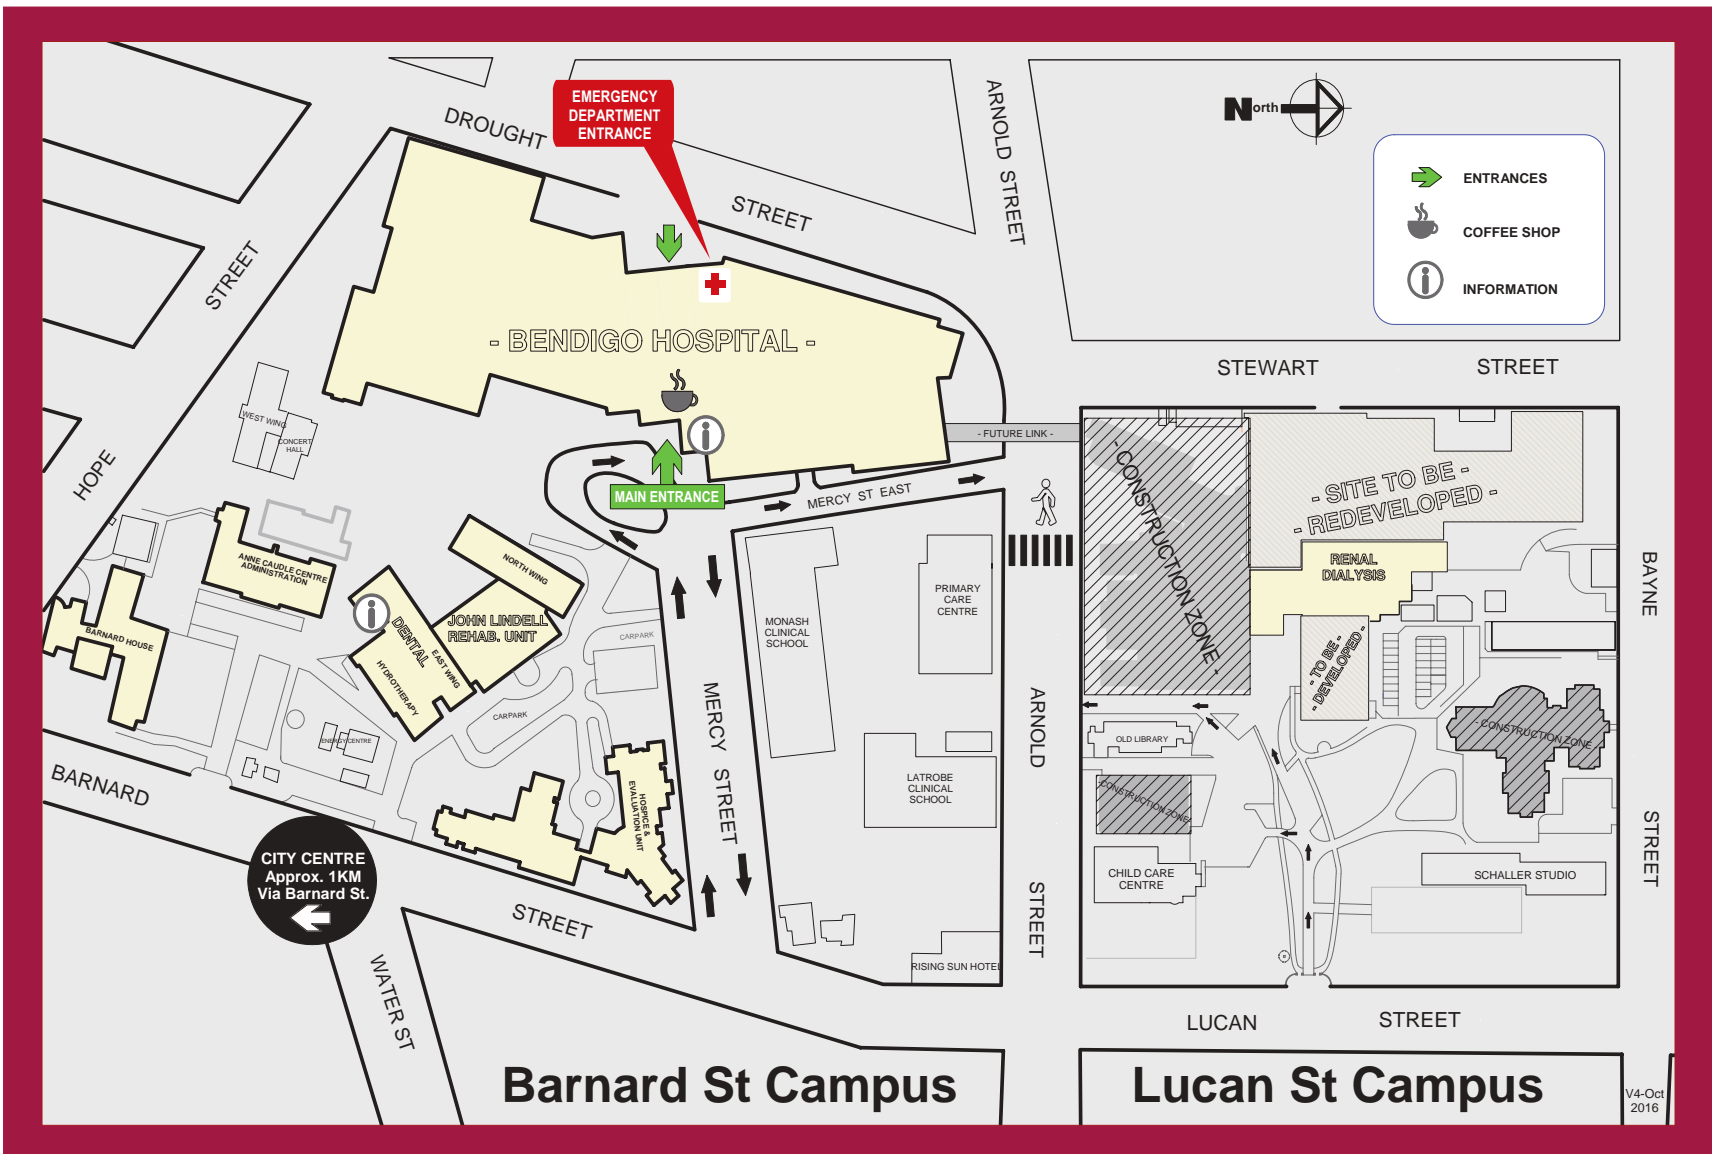 DROUGHT
STREET
EMERGENCY
DEPARTMENT
ENTRANCE
ARNOLD STREET
North
ENTRANCES
COFFEE SHOP
INFORMATION
HOPE
STREET
- BENDIGO HOSPITAL -
STEWART
STREET
WEST WING
CONCERT
HALL
- FUTURE LINK -
MAIN ENTRANCE
MERCY ST EAST
- CONSTRUCTION ZONE -
- SITE TO BE -
- REDEVELOPED -
RENAL
DIALYSIS
- TO BE -
- DEVELOPED -
BAYNE
STREET
ANNE CAUDLE CENTRE
ADMINISTRATION
NORTH WING
JOHN LINDELL
REHAB. UNIT
DENTAL
EAST WING
HYDROTHERAPY
BARNARD HOUSE
CARPARK
CARPARK
ENERGY CENTRE
MONASH
CLINICAL
SCHOOL
PRIMARY
CARE
CENTRE
MERCY
STREET
ARNOLD
STREET
LATROBE
CLINICAL
SCHOOL
OLD LIBRARY
- CONSTRUCTION ZONE
- CONSTRUCTION ZONE
CHILD CARE
CENTRE
SCHALLER STUDIO
HOSPICE &
EVALUATION UNIT
BARNARD
STREET
CITY CENTRE
Approx. 1KM
Via Barnard St.
WATER ST
RISING SUN HOTEL
LUCAN
STREET
Barnard St Campus
Lucan St Campus
V4-Oct
2016